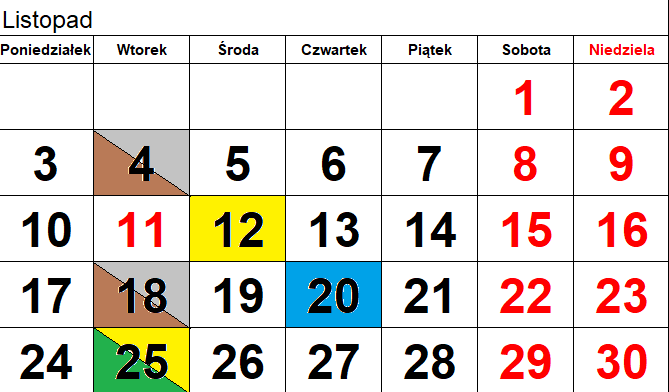 Listopad
Poniedziałek Wtorek Środa Czwartek Piątek Sobota Niedziela
1 2
3 4 5 6 7 8 9
10 11 12 13 14 15 16
17 18 19 20 21 22 23
24 25 26 27 28 29 30